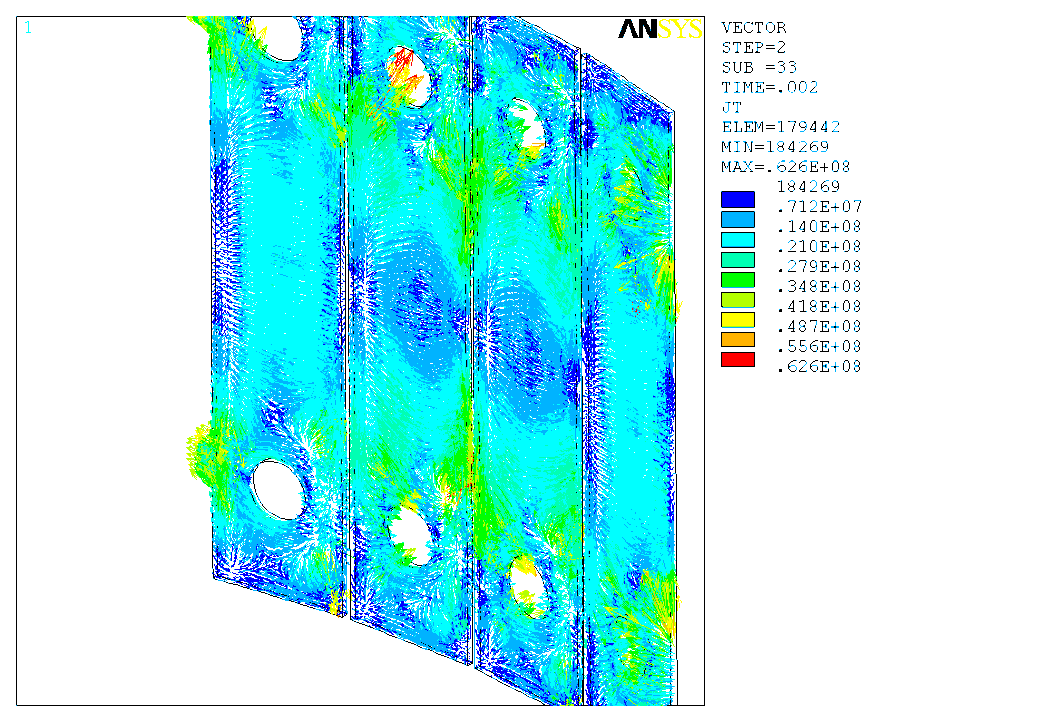 1
ANSYS
VECTOR
STEP=2
SUB =33
TIME=.002
JT
ELEM=179442
MIN=184269
MAX=.626E+08
184269
.712E+07
.140E+08
.210E+08
.279E+08
.348E+08
.418E+08
.487E+08
.556E+08
.626E+08